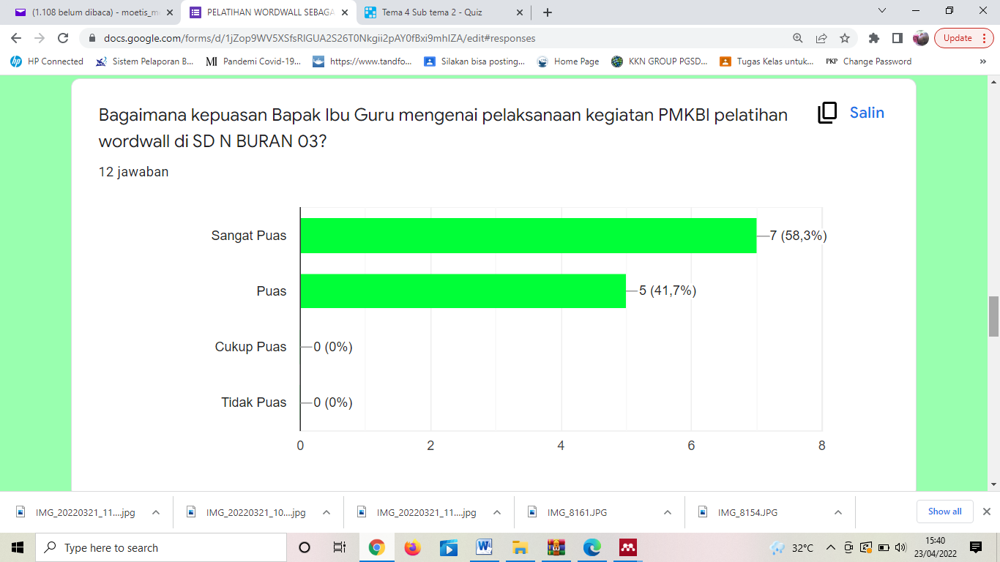 (1.108 belum dibaca) - moetis_m
PELATIHAN WORDWALL SEBAGA
Tema 4 Sub tema 2 - Quiz
docs.google.com/forms/d/1jZop9WV5XSfsRlGUA2S26T0Nkgii2pAY0fBxi9mhlZA/edit#responses
Update
HP Connected
Sistem Pelaporan B...
MI Pandemi Covid-19...
https://www.tandfo...
Silakan bisa posting...
Home Page
KKN GROUP PGSD...
Tugas Kelas untuk...
PKP Change Password
»
Bagaimana kepuasan Bapak Ibu Guru mengenai pelaksanaan kegiatan PMKBI pelatihan
wordwall di SD N BURAN 03?
Salin
12 jawaban
Sangat Puas
7 (58,3%)
Puas
5 (41,7%)
Cukup Puas
0 (0%)
Tidak Puas
0 (0%)
0 2 4 6 8
IMG_20220321_11....jpg
IMG_20220321_10....jpg
IMG_20220321_11....jpg
IMG_8161.JPG
IMG_8154.JPG
Show all
Type here to search
32°C
15:40
23/04/2022